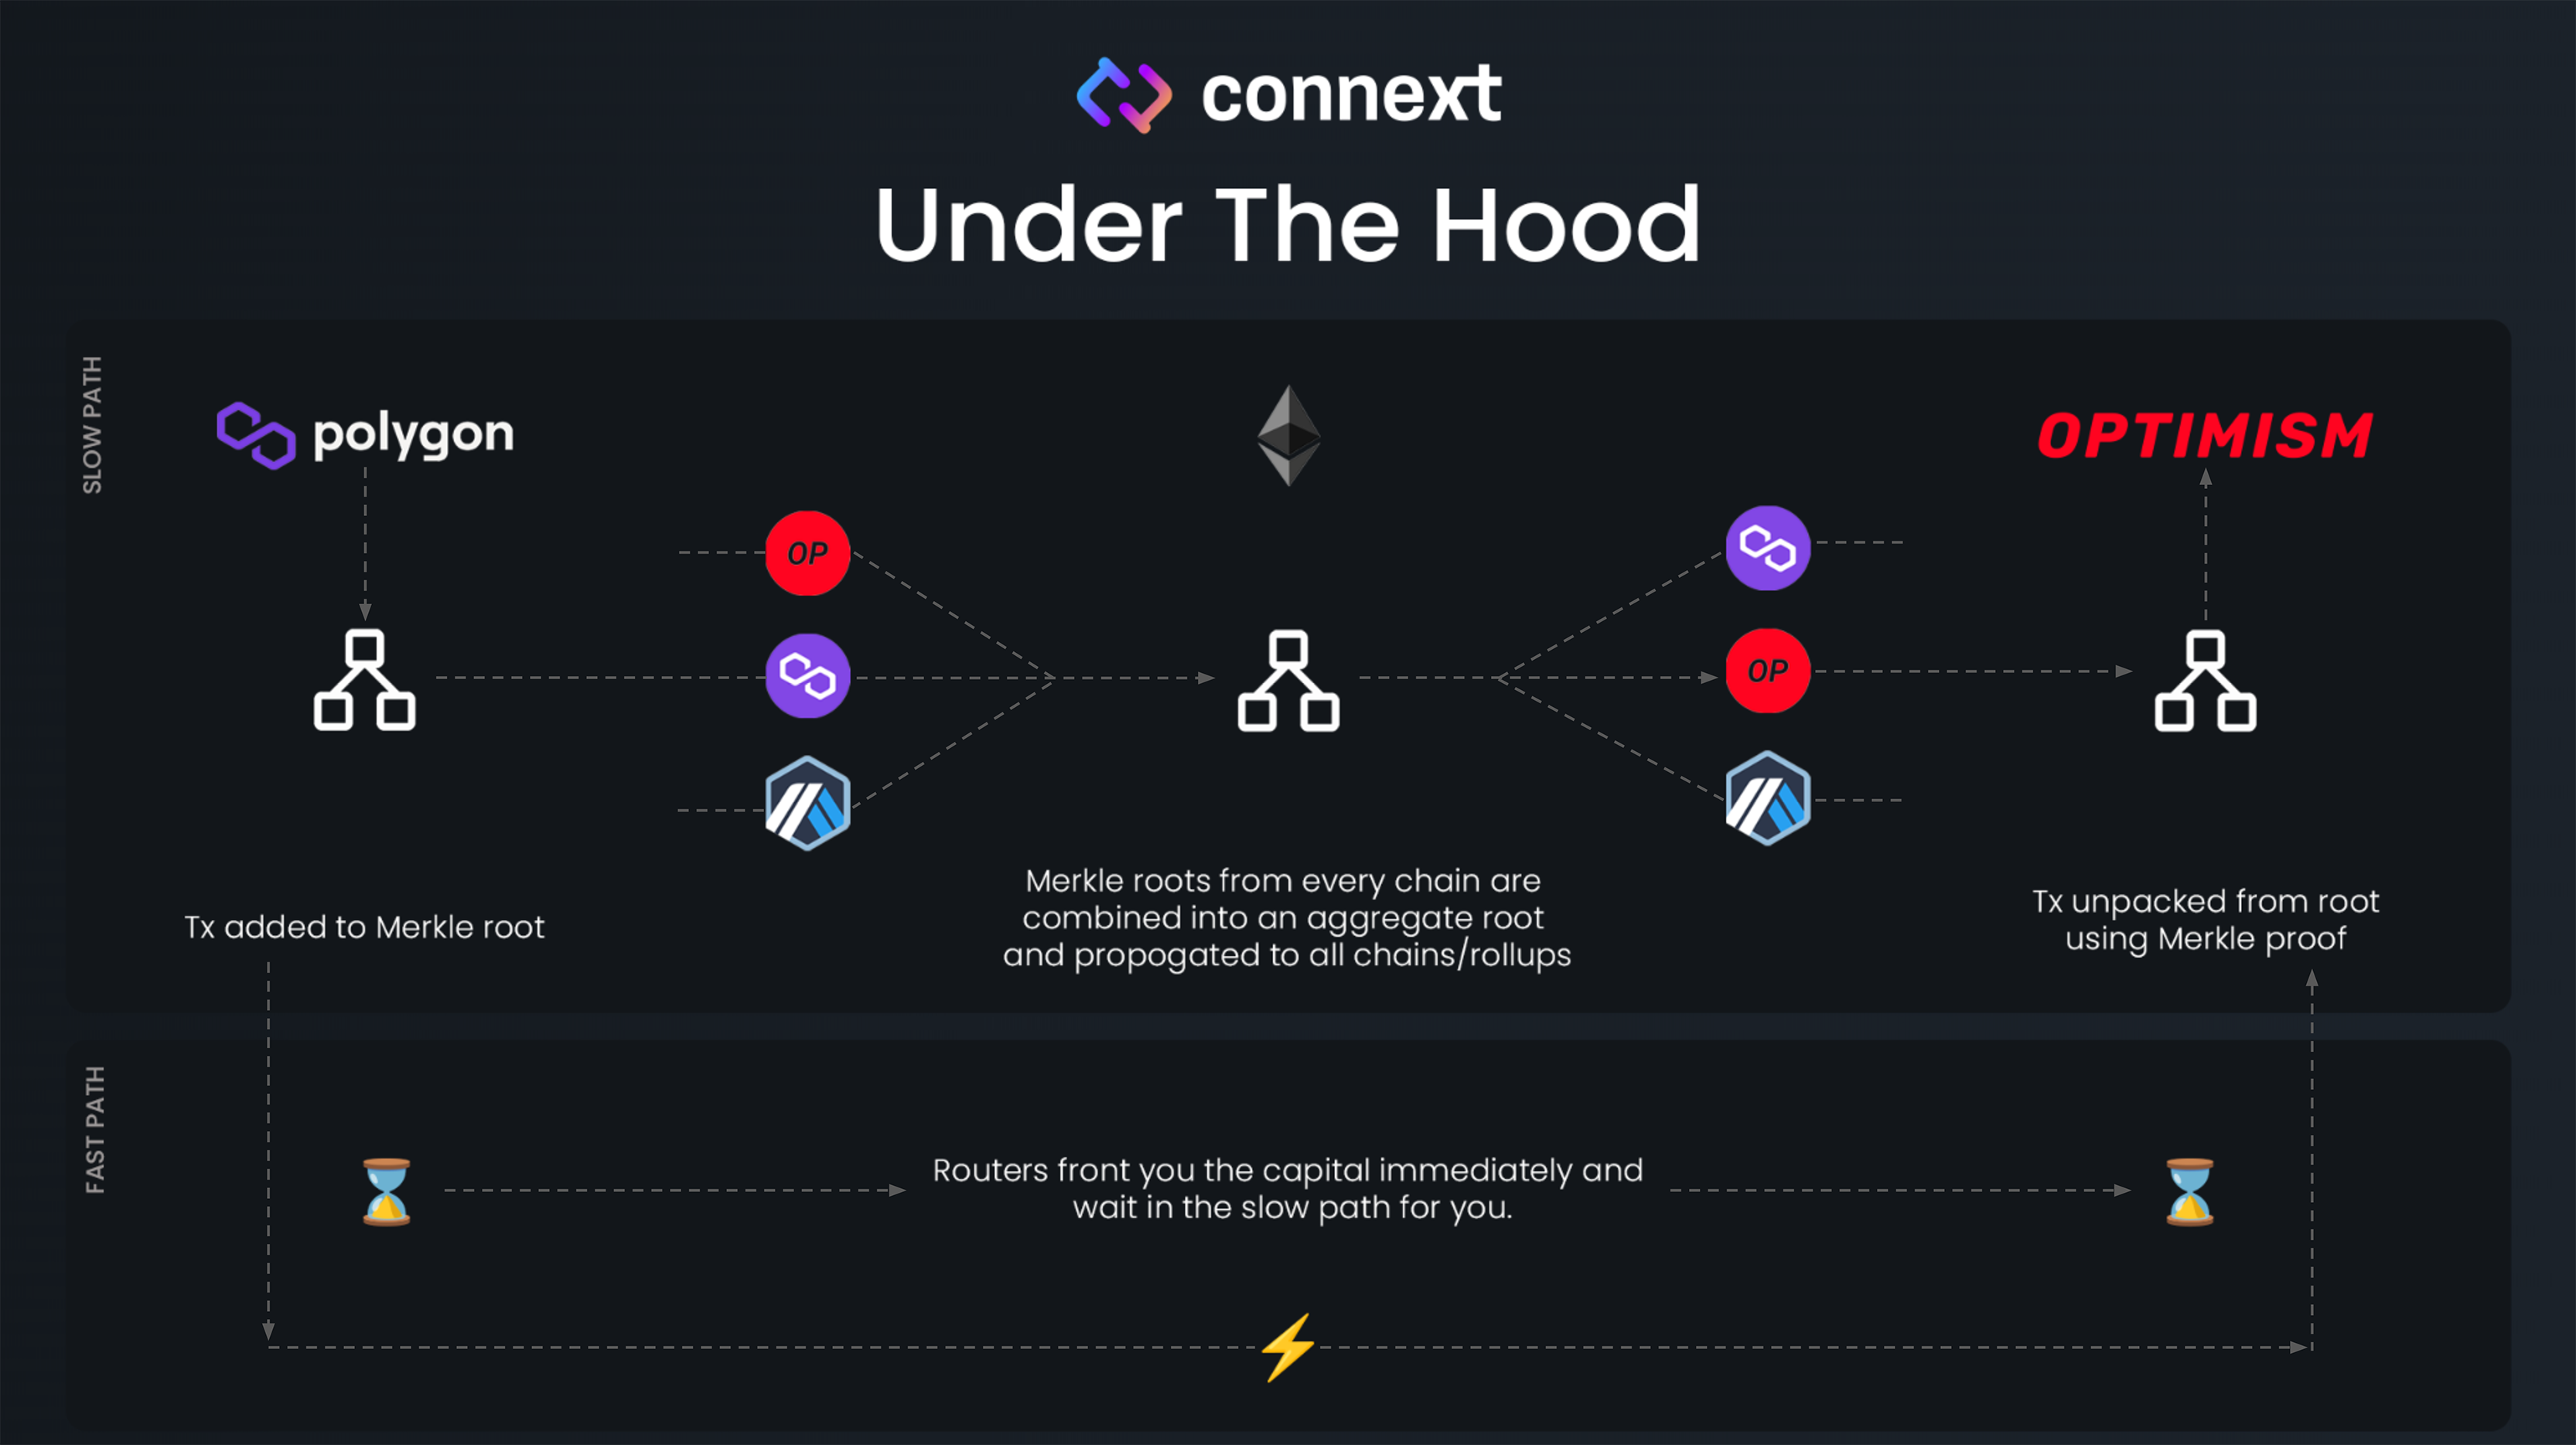 connext
Under The Hood
SLOW PATH
polygon
OPTIMISM
OP
OP
Tx added to Merkle root
Merkle roots from every chain are
combined into an aggregate root
and propogated to all chains/rollups
Tx unpacked from root
using Merkle proof
FAST PATH
Routers front you the capital immediately and
wait in the slow path for you.